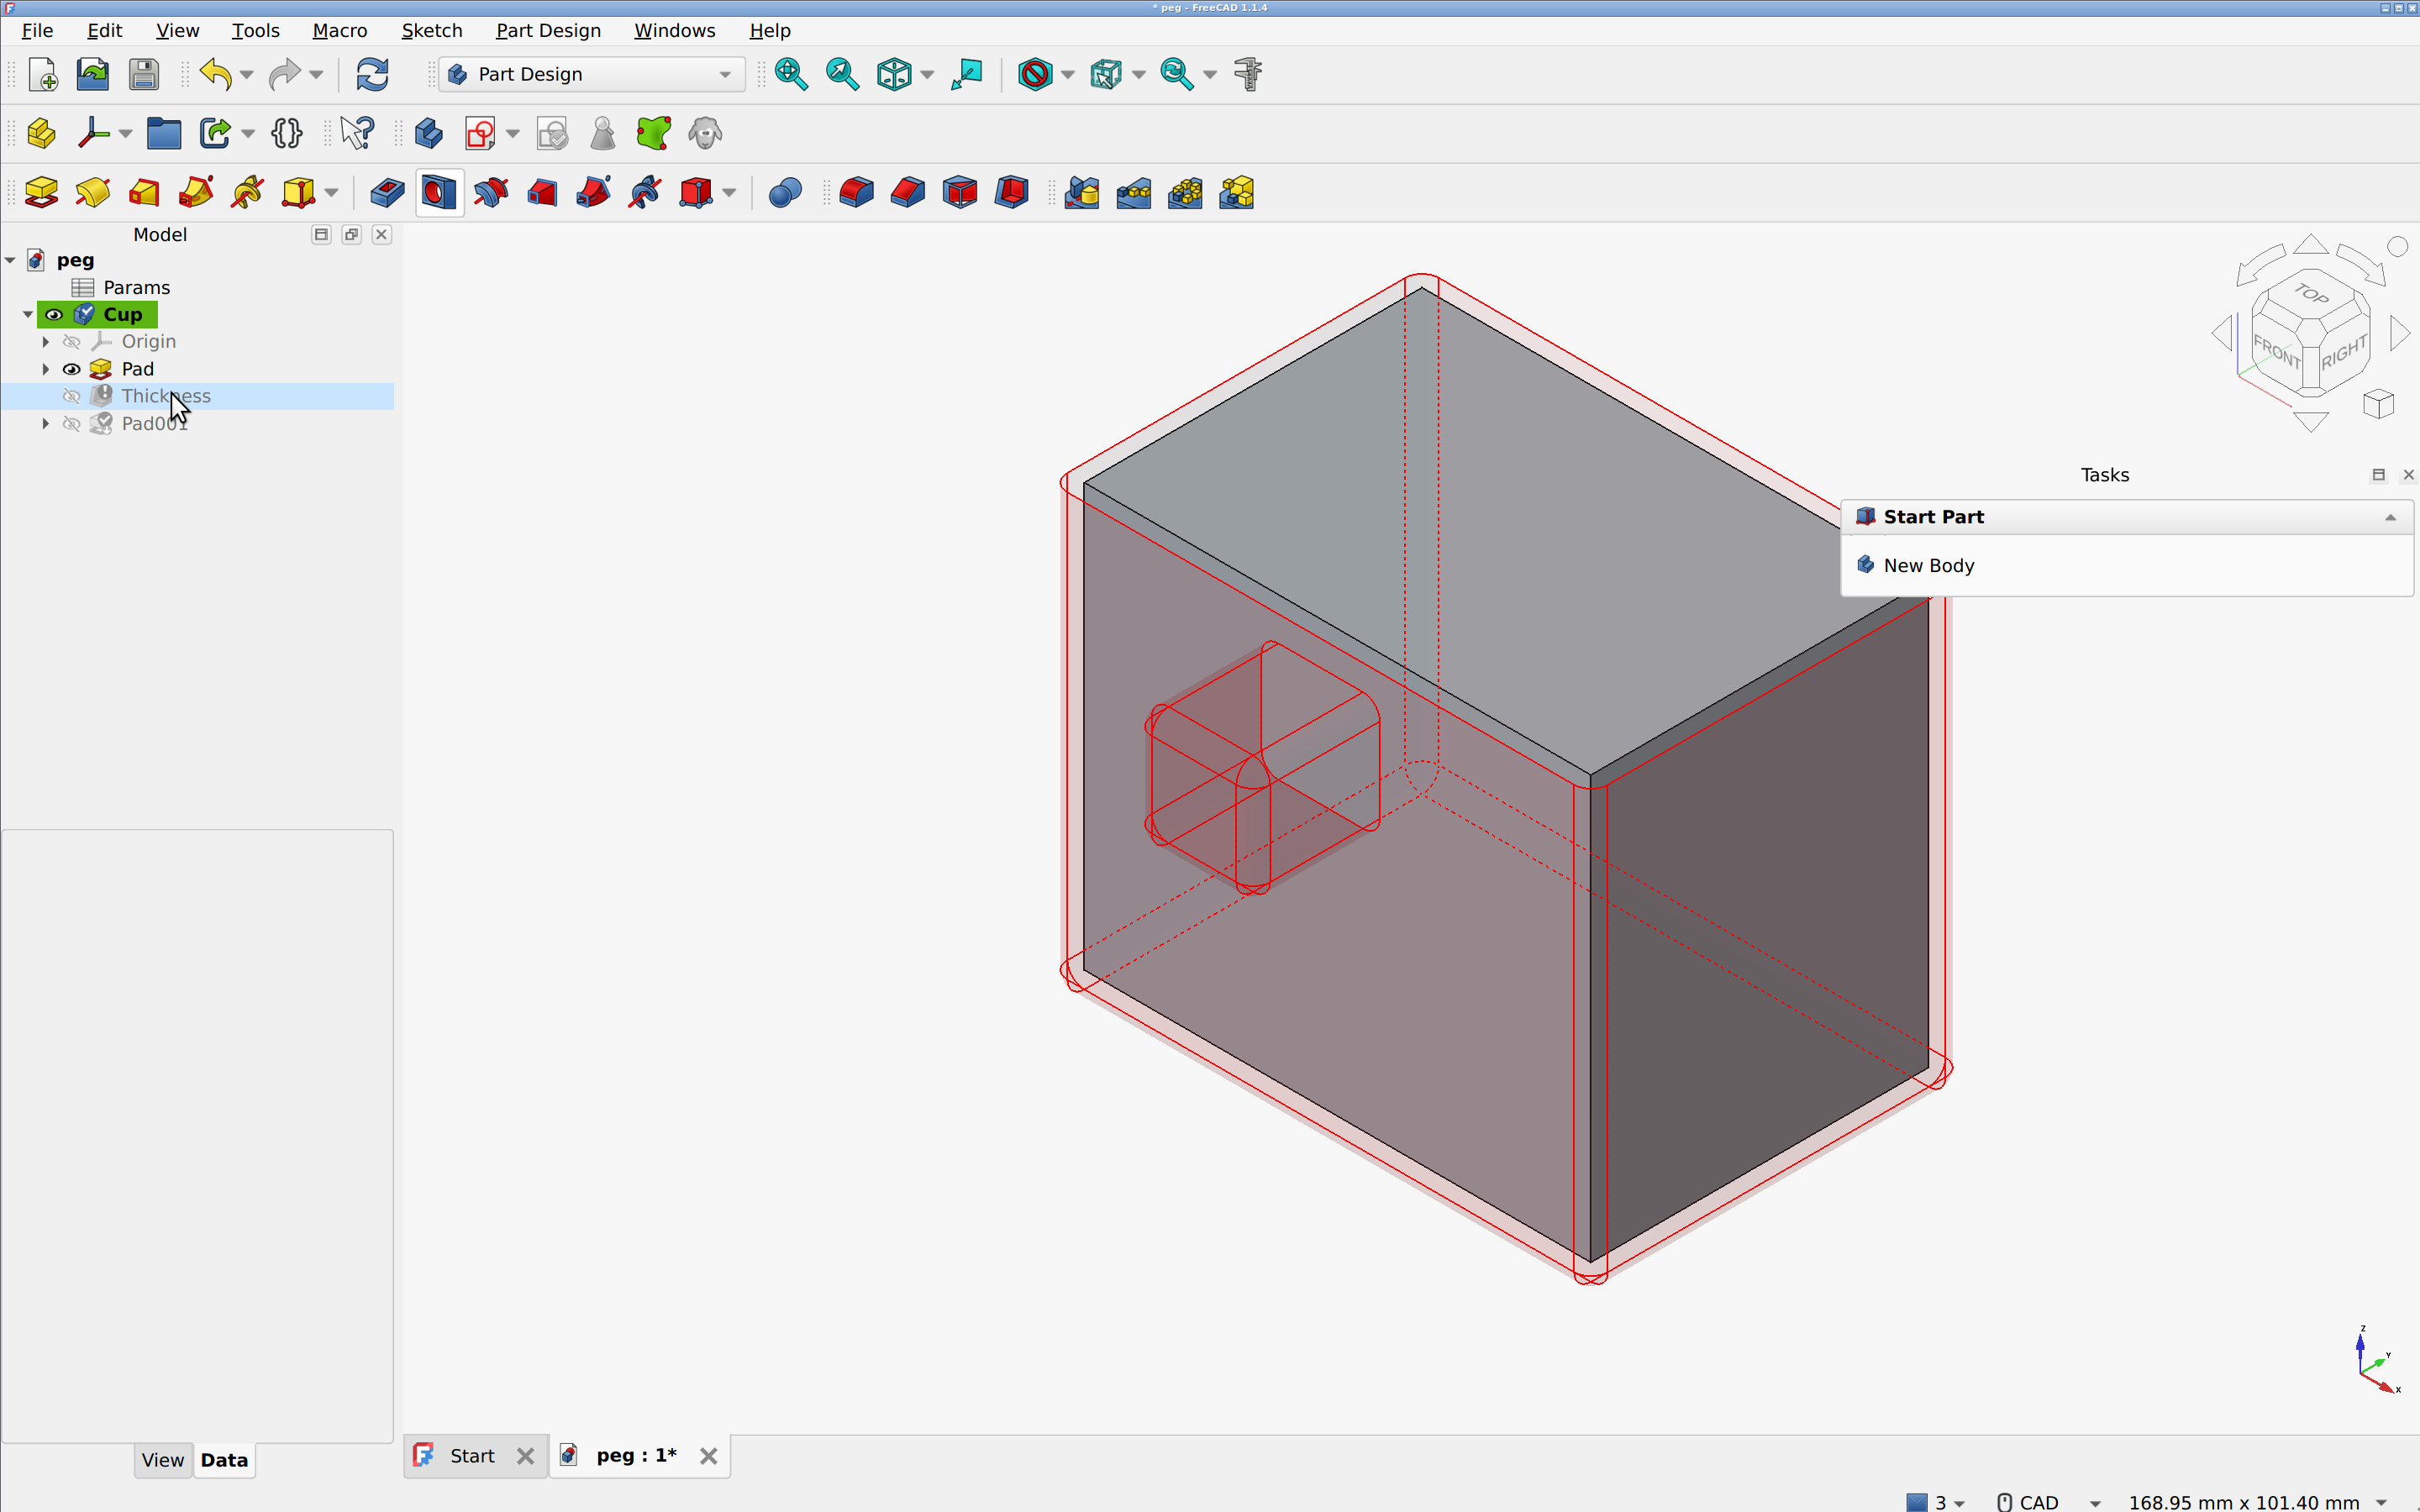 * peg - FreeCAD 1.1.4
File Edit View Tools Macro Sketch Part Design Windows Help
Part Design
Model
peg
Params
Cup
Origin
Pad
Thickness
Pad001
TOP
FRONT
RIGHT
Tasks
Start Part
New Body
Z
Y
X
View Data
Start
peg : 1*
3
CAD
168.95 mm x 101.40 mm